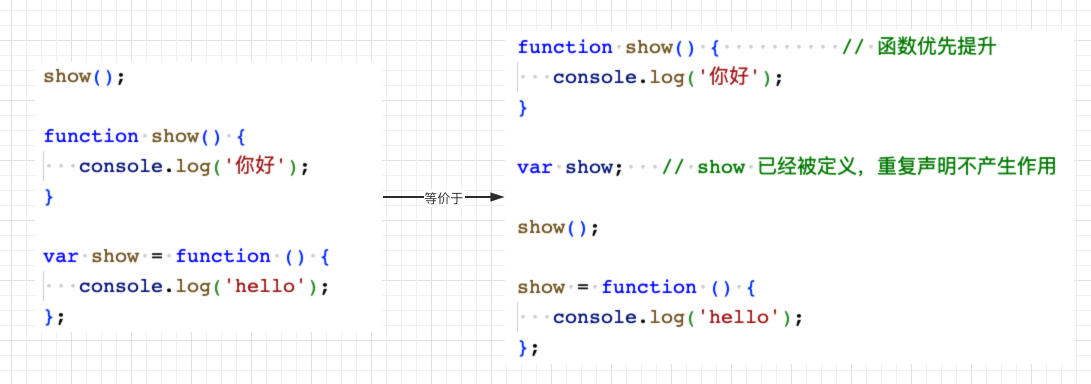 show();
function show() {
console.log('你好');
}
var show = function () {
console.log('hello');
};
等价于
function show() { // 函数优先提升
console.log('你好');
}
var show; // show 已经被定义，重复声明不产生作用
show();
show = function () {
console.log('hello');
};